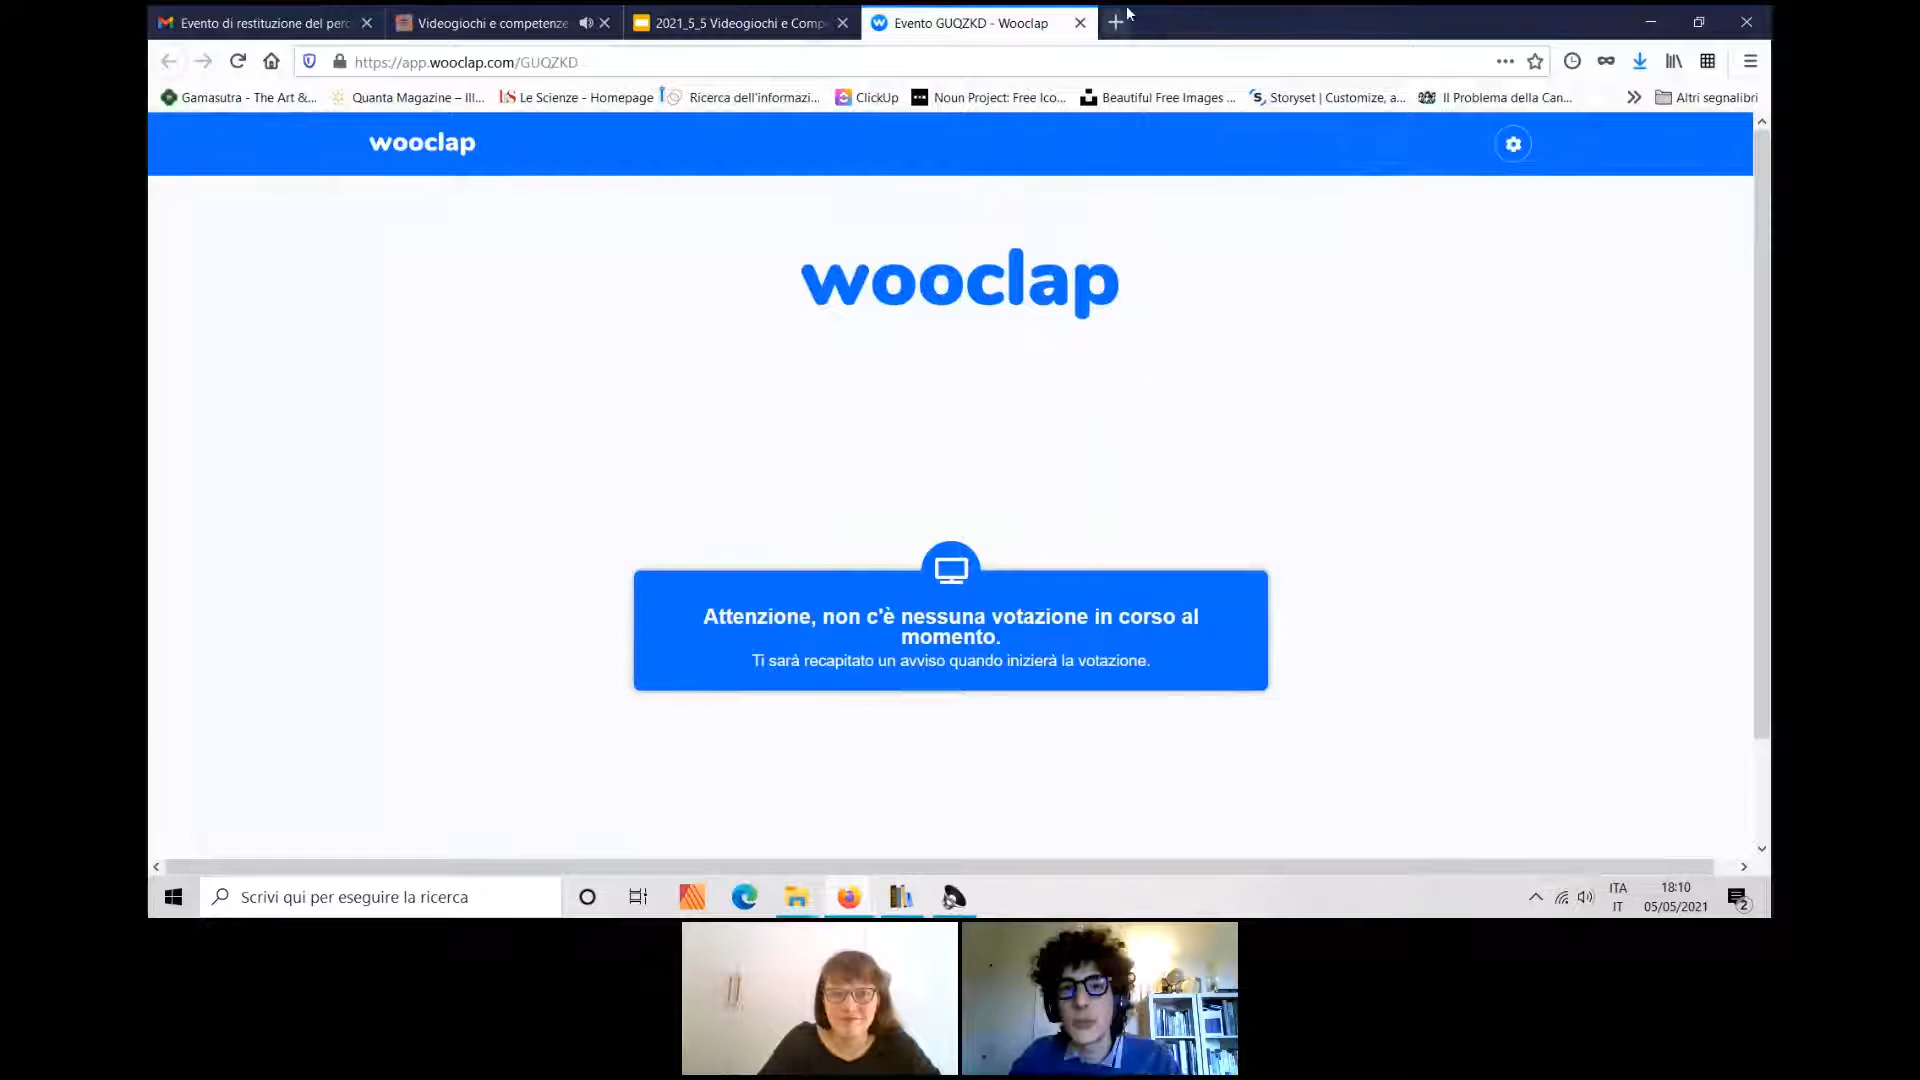 Evento di restituzione del perc
Videogiochi e competenze
2021_5_5 Videogiochi e Comp
Evento GUQZKD - Wooclap
https://app.wooclap.com/GUQZKD
Gamasutra - The Art &...
Quanta Magazine – Ill...
Le Scienze - Homepage
Ricerca dell'informazi...
ClickUp
Noun Project: Free Ico...
Beautiful Free Images ...
Storyset | Customize, a...
Il Problema della Can...
Altri segnalibri
wooclap
wooclap
Attenzione, non c'è nessuna votazione in corso al
momento.
Ti sarà recapitato un avviso quando inizierà la votazione.
Scrivi qui per eseguire la ricerca
ITA
IT
18:10
05/05/2021
2